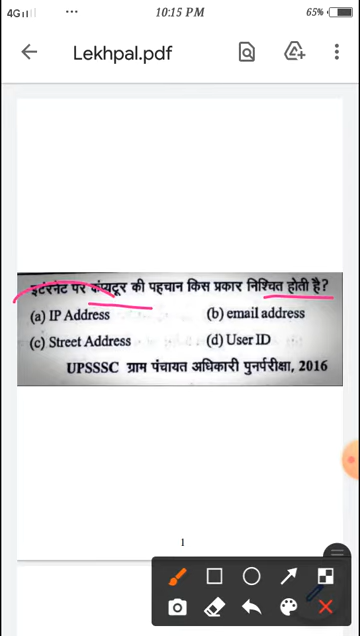 4G 10:15 PM 65%
Lekhpal.pdf
इंटरनेट पर कंप्यूटर की पहचान किस प्रकार निश्चित होती है?
(a) IP Address (b) email address
(c) Street Address (d) User ID
UPSSSC ग्राम पंचायत अधिकारी पुनर्परीक्षा, 2016
1